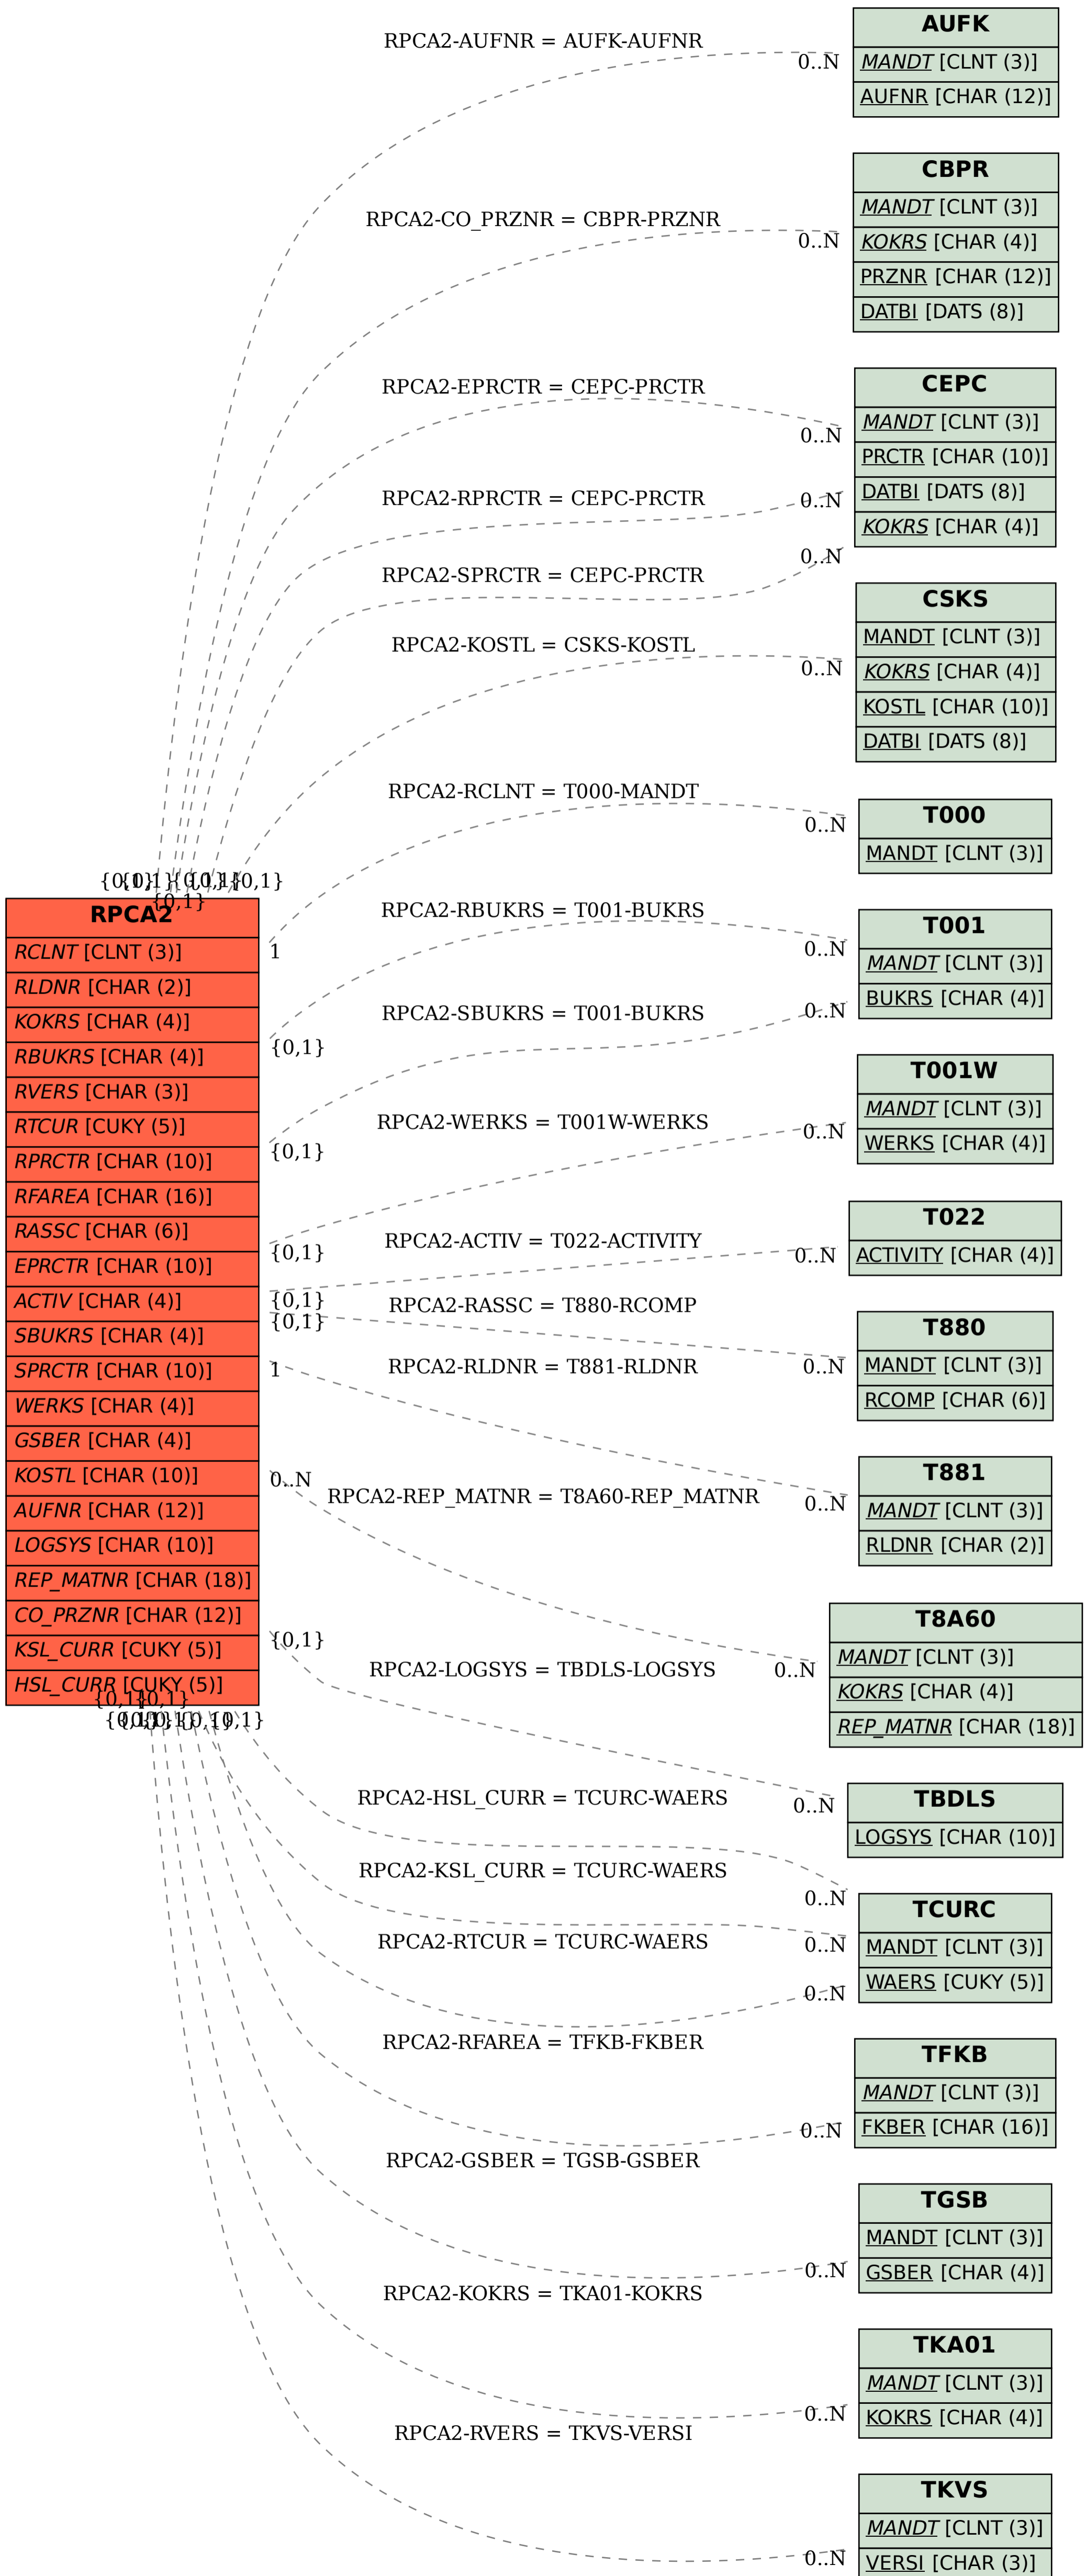 RPCA2-AUFNR = AUFK-AUFNR
0..N
AUFK
MANDT [CLNT (3)]
AUFNR [CHAR (12)]
RPCA2-CO_PRZNR = CBPR-PRZNR
0..N
CBPR
MANDT [CLNT (3)]
KOKRS [CHAR (4)]
PRZNR [CHAR (12)]
DATBI [DATS (8)]
RPCA2-EPRCTR = CEPC-PRCTR
0..N
RPCA2-RPRCTR = CEPC-PRCTR
0..N
RPCA2-SPRCTR = CEPC-PRCTR
0..N
CEPC
MANDT [CLNT (3)]
PRCTR [CHAR (10)]
DATBI [DATS (8)]
KOKRS [CHAR (4)]
RPCA2-KOSTL = CSKS-KOSTL
0..N
CSKS
MANDT [CLNT (3)]
KOKRS [CHAR (4)]
KOSTL [CHAR (10)]
DATBI [DATS (8)]
RPCA2-RCLNT = T000-MANDT
0..N
T000
MANDT [CLNT (3)]
{0,1}
{0,1}
RPCA2
RCLNT [CLNT (3)]
RLDNR [CHAR (2)]
KOKRS [CHAR (4)]
RBUKRS [CHAR (4)]
RVERS [CHAR (3)]
RTCUR [CUKY (5)]
RPRCTR [CHAR (10)]
RFAREA [CHAR (16)]
RASSC [CHAR (6)]
EPRCTR [CHAR (10)]
ACTIV [CHAR (4)]
SBUKRS [CHAR (4)]
SPRCTR [CHAR (10)]
WERKS [CHAR (4)]
GSBER [CHAR (4)]
KOSTL [CHAR (10)]
AUFNR [CHAR (12)]
LOGSYS [CHAR (10)]
REP_MATNR [CHAR (18)]
CO_PRZNR [CHAR (12)]
KSL_CURR [CUKY (5)]
HSL_CURR [CUKY (5)]
1
RPCA2-RBUKRS = T001-BUKRS
{0,1}
0..N
RPCA2-SBUKRS = T001-BUKRS
{0,1}
0..N
T001
MANDT [CLNT (3)]
BUKRS [CHAR (4)]
RPCA2-WERKS = T001W-WERKS
{0,1}
0..N
T001W
MANDT [CLNT (3)]
WERKS [CHAR (4)]
RPCA2-ACTIV = T022-ACTIVITY
{0,1}
0..N
T022
ACTIVITY [CHAR (4)]
RPCA2-RASSC = T880-RCOMP
{0,1}
0..N
T880
MANDT [CLNT (3)]
RCOMP [CHAR (6)]
RPCA2-RLDNR = T881-RLDNR
1
0..N
T881
MANDT [CLNT (3)]
RLDNR [CHAR (2)]
0..N
RPCA2-REP_MATNR = T8A60-REP_MATNR
0..N
T8A60
MANDT [CLNT (3)]
KOKRS [CHAR (4)]
REP_MATNR [CHAR (18)]
{0,1}
RPCA2-LOGSYS = TBDLS-LOGSYS
0..N
TBDLS
LOGSYS [CHAR (10)]
RPCA2-HSL_CURR = TCURC-WAERS
0..N
RPCA2-KSL_CURR = TCURC-WAERS
0..N
RPCA2-RTCUR = TCURC-WAERS
0..N
TCURC
MANDT [CLNT (3)]
WAERS [CUKY (5)]
RPCA2-RFAREA = TFKB-FKBER
0..N
TFKB
MANDT [CLNT (3)]
FKBER [CHAR (16)]
RPCA2-GSBER = TGSB-GSBER
0..N
TGSB
MANDT [CLNT (3)]
GSBER [CHAR (4)]
RPCA2-KOKRS = TKA01-KOKRS
0..N
TKA01
MANDT [CLNT (3)]
KOKRS [CHAR (4)]
RPCA2-RVERS = TKVS-VERSI
0..N
TKVS
MANDT [CLNT (3)]
VERSI [CHAR (3)]